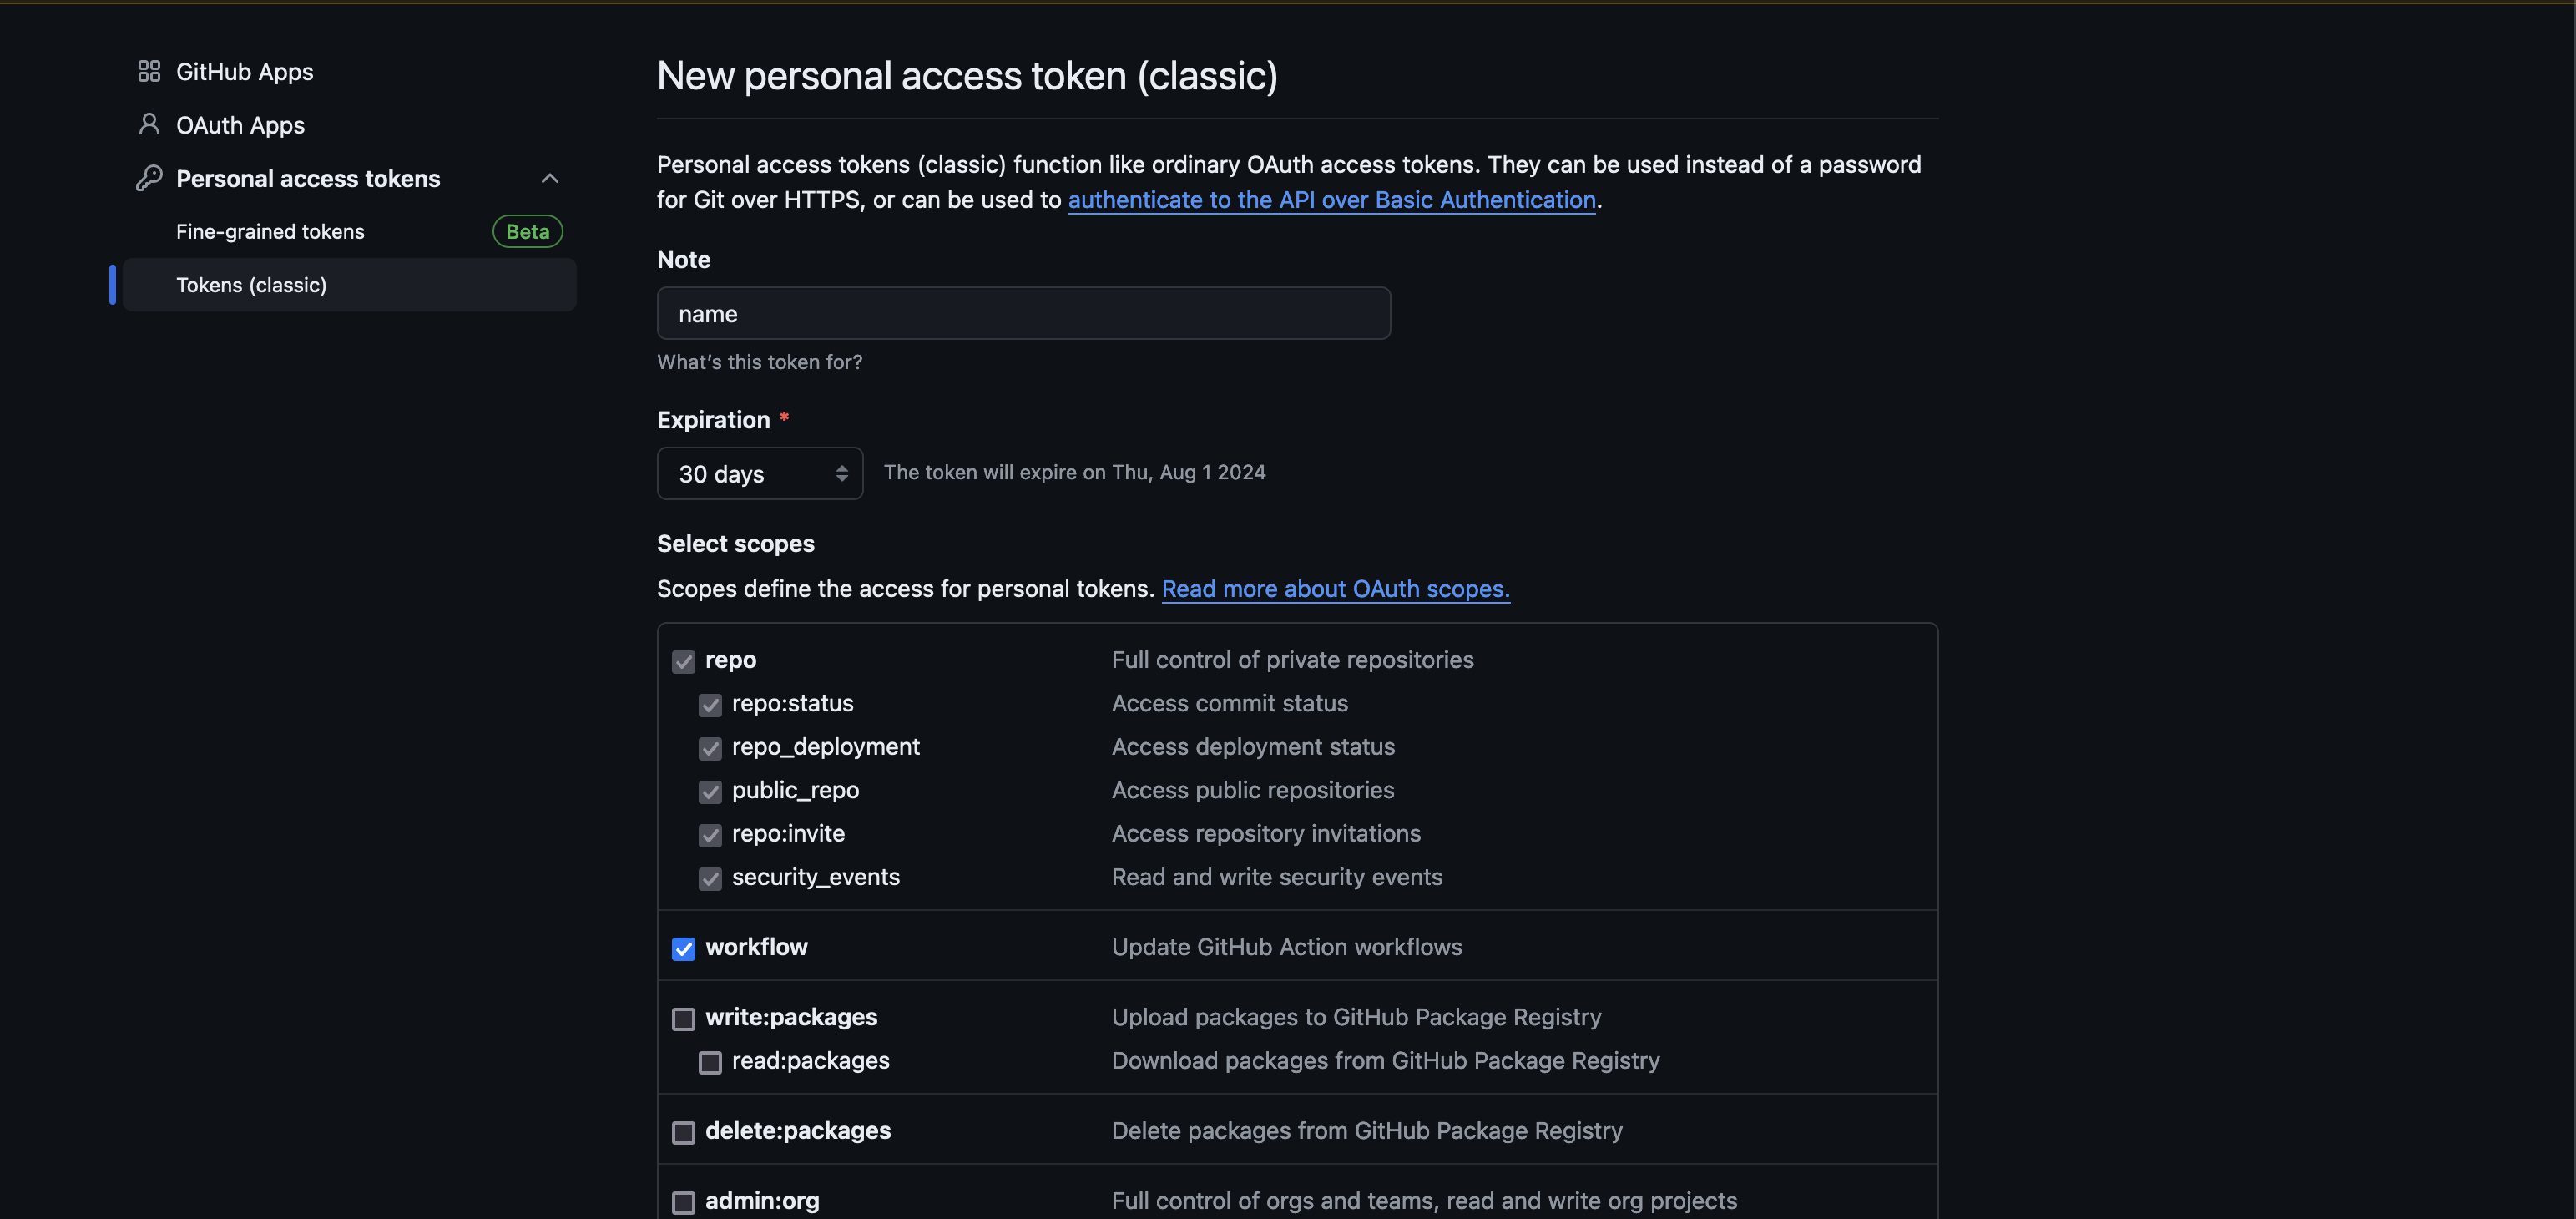 GitHub Apps
OAuth Apps
Personal access tokens
Fine-grained tokens Beta
Tokens (classic)
New personal access token (classic)
Personal access tokens (classic) function like ordinary OAuth access tokens. They can be used instead of a password
for Git over HTTPS, or can be used to authenticate to the API over Basic Authentication.
Note
name
What's this token for?
Expiration *
30 days The token will expire on Thu, Aug 1 2024
Select scopes
Scopes define the access for personal tokens. Read more about OAuth scopes.
repo Full control of private repositories
repo:status Access commit status
repo_deployment Access deployment status
public_repo Access public repositories
repo:invite Access repository invitations
security_events Read and write security events
workflow Update GitHub Action workflows
write:packages Upload packages to GitHub Package Registry
read:packages Download packages from GitHub Package Registry
delete:packages Delete packages from GitHub Package Registry
admin:org Full control of orgs and teams, read and write org projects